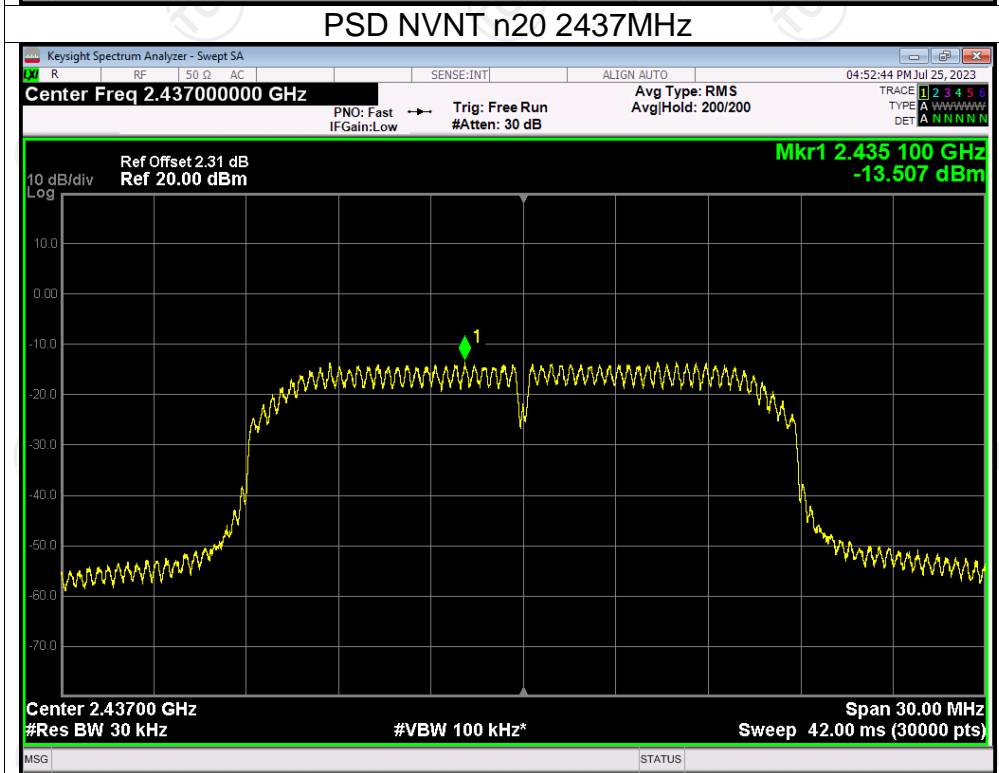 PSD NVNT n20 2437MHz
Keysight Spectrum Analyzer - Swept SA
LXI R RF 50 Ω AC SENSE:INT ALIGN AUTO 04:52:44 PM Jul 25, 2023
Center Freq 2.437000000 GHz
Avg Type: RMS
TRACE 1 2 3 4 5 6
PNO: Fast Trig: Free Run Avg|Hold: 200/200
TYPE A WWWWW
IFGain:Low #Atten: 30 dB
DET A N N N N N
Mkr1 2.435 100 GHz
Ref Offset 2.31 dB
-13.507 dBm
10 dB/div Ref 20.00 dBm
Log
10.0
0.00
-10.0
1
-20.0
-30.0
-40.0
-50.0
-60.0
-70.0
Center 2.43700 GHz Span 30.00 MHz
#Res BW 30 kHz #VBW 100 kHz* Sweep 42.00 ms (30000 pts)
MSG STATUS